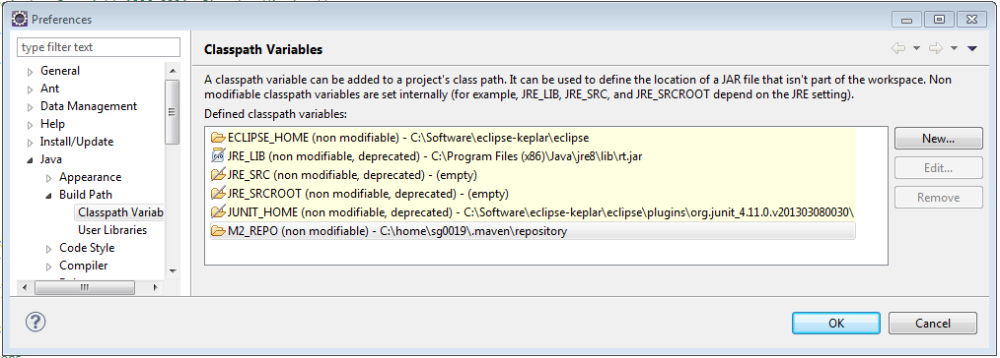 Preferences
type filter text
General
Ant
Data Management
Help
Install/Update
Java
Appearance
Build Path
Classpath Variab
User Libraries
Code Style
Compiler
Classpath Variables
A classpath variable can be added to a project's class path. It can be used to define the location of a JAR file that isn't part of the workspace. Non
modifiable classpath variables are set internally (for example, JRE_LIB, JRE_SRC, and JRE_SRCROOT depend on the JRE setting).
Defined classpath variables:
ECLIPSE_HOME (non modifiable) - C:\Software\eclipse-keplar\eclipse
JRE_LIB (non modifiable, deprecated) - C:\Program Files (x86)\Java\jre8\lib\rt.jar
JRE_SRC (non modifiable, deprecated) - (empty)
JRE_SRCROOT (non modifiable, deprecated) - (empty)
JUNIT_HOME (non modifiable, deprecated) - C:\Software\eclipse-keplar\eclipse\plugins\org.junit_4.11.0.v201303080030\
M2_REPO (non modifiable) - C:\home\sg0019\.maven\repository
New...
Edit...
Remove
OK
Cancel